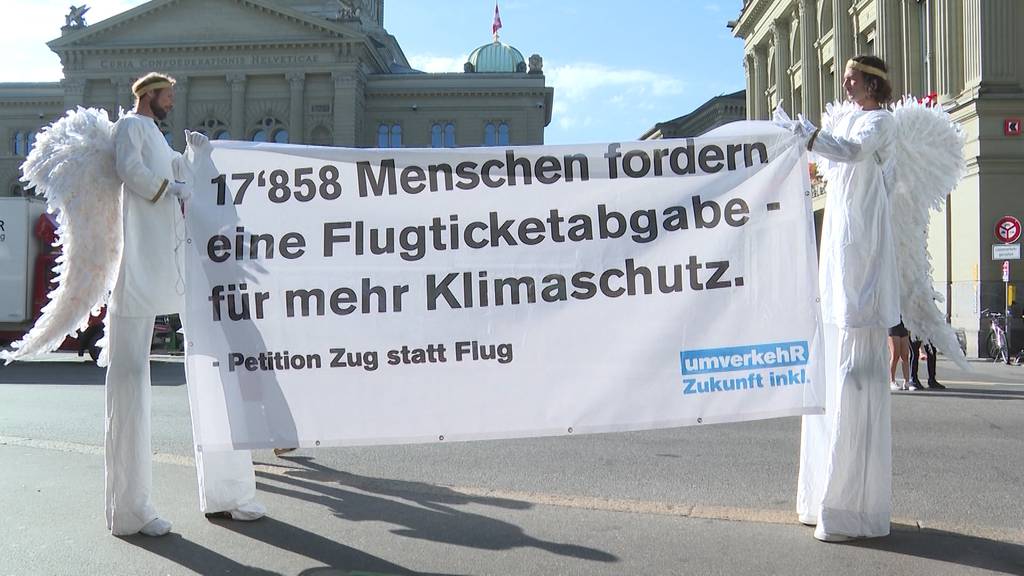 CURIA CONFOEDERATIONIS HELVETICAE
17‘858 Menschen fordern
eine Flugticketabgabe -
für mehr Klimaschutz.
- Petition Zug statt Flug
umverkehR
Zukunft inkl.